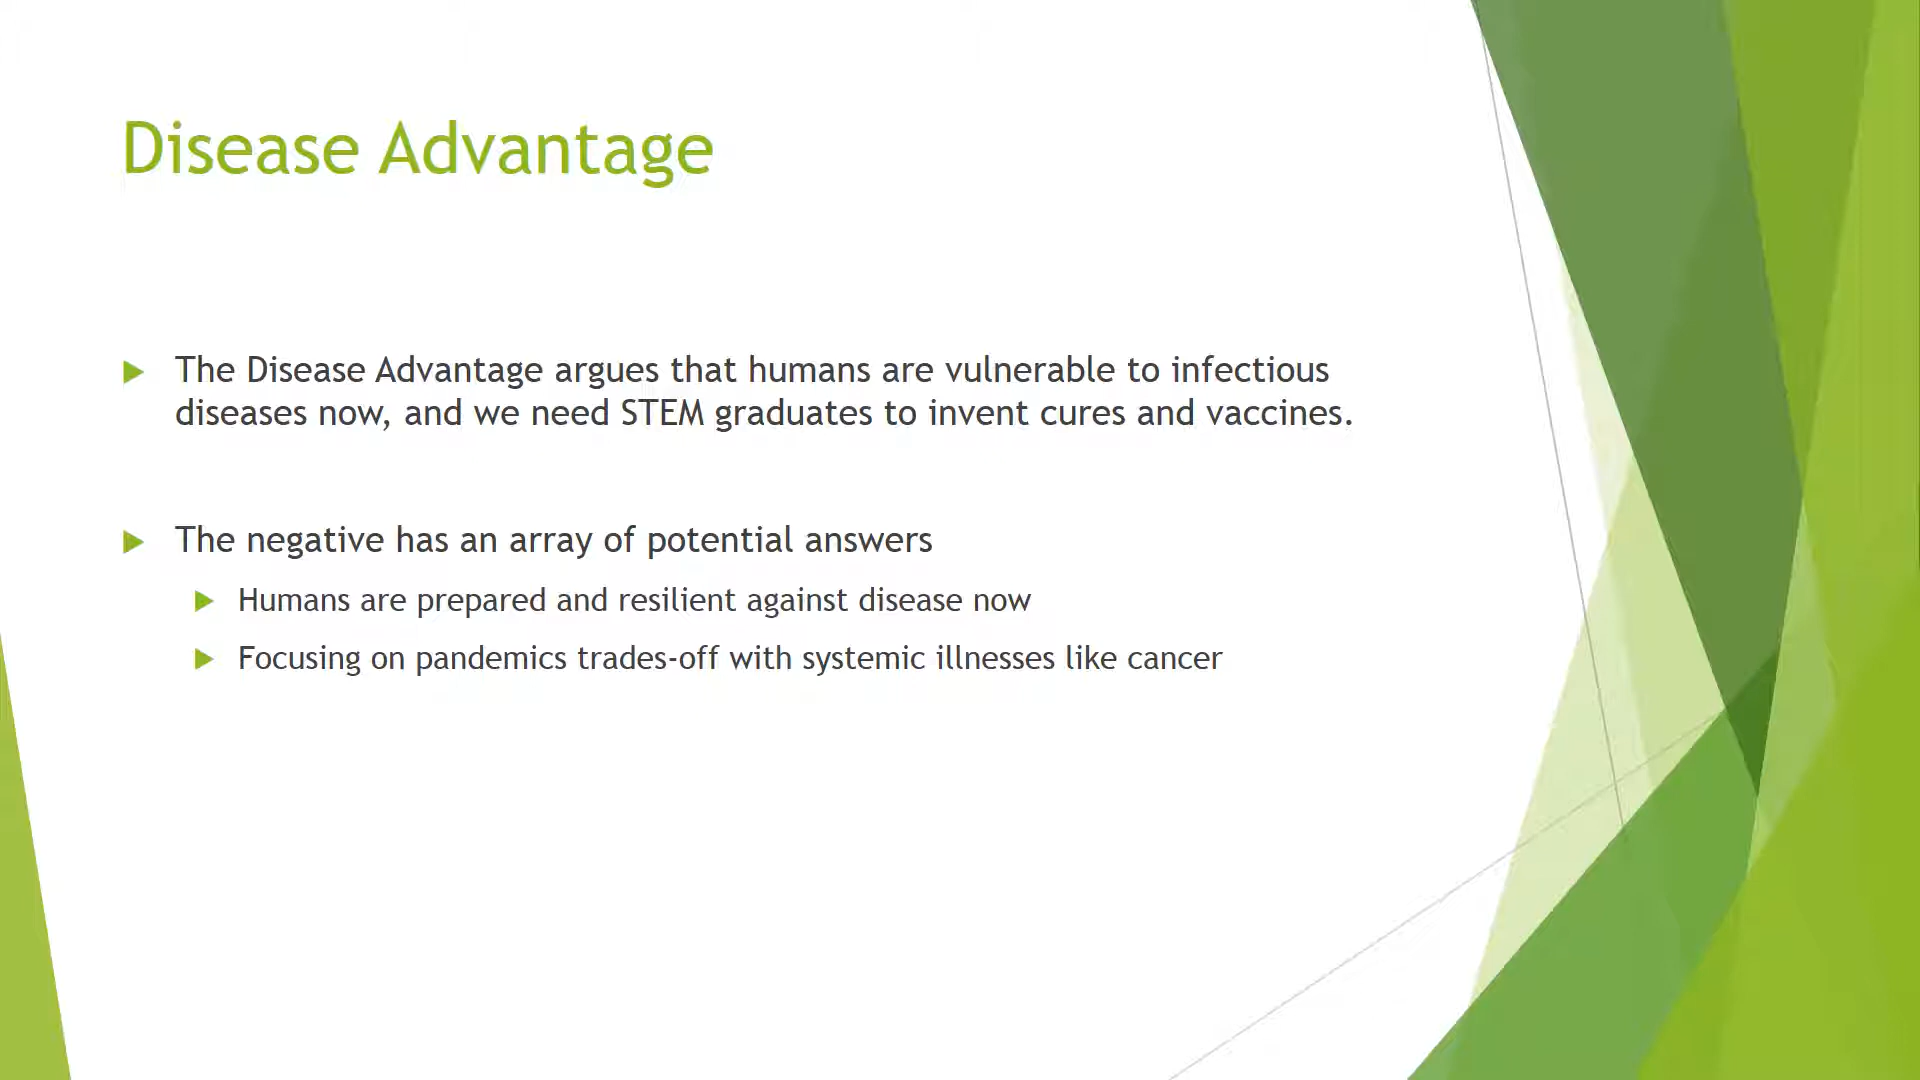 Disease Advantage
The Disease Advantage argues that humans are vulnerable to infectious
diseases now, and we need STEM graduates to invent cures and vaccines.
The negative has an array of potential answers
Humans are prepared and resilient against disease now
Focusing on pandemics trades-off with systemic illnesses like cancer